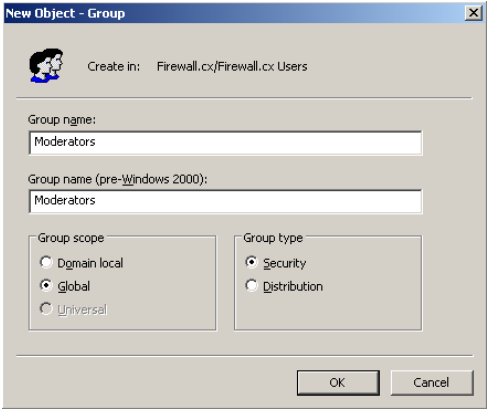 New Object - Group
Create in: Firewall.cx/Firewall.cx Users
Group name:
Moderators
Group name (pre-Windows 2000):
Moderators
Group scope
Domain local
Global
Universal
Group type
Security
Distribution
OK
Cancel